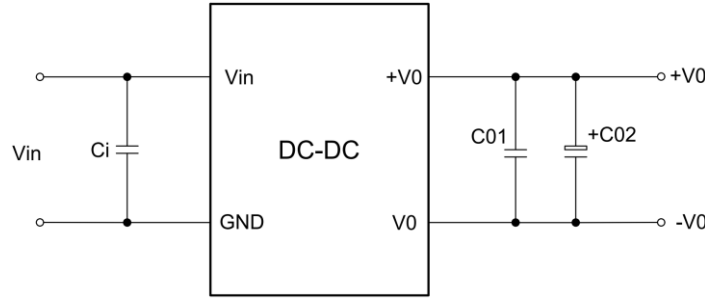 Vin
+V0
+V0
C01
+C02
Vin
Ci
DC-DC
GND
V0
-V0